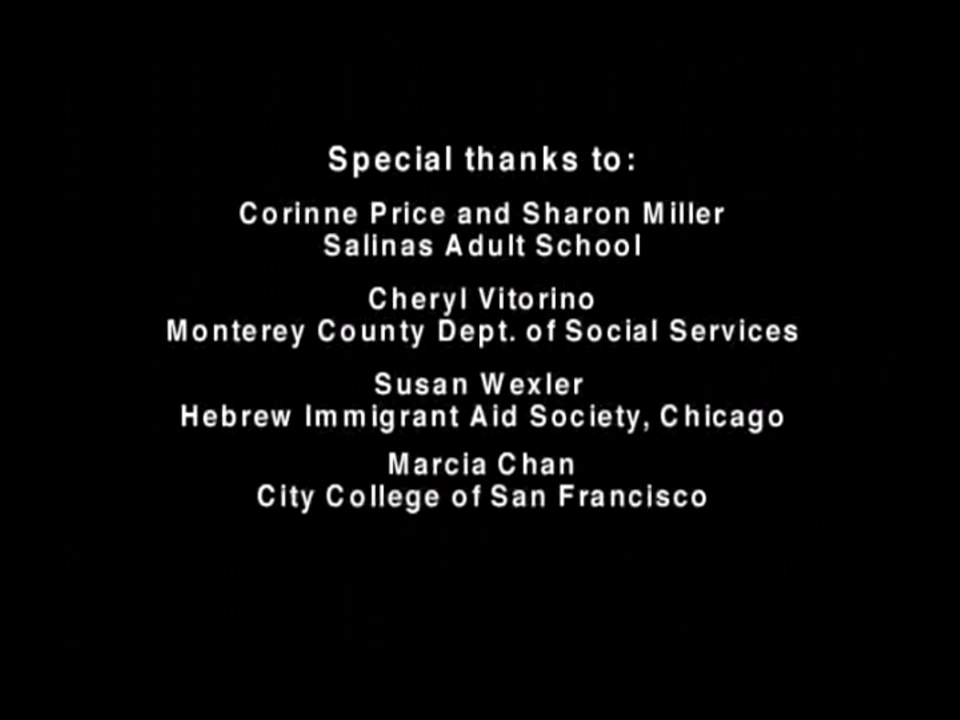 Special thanks to:
Corinne Price and Sharon Miller
Salinas Adult School
Cheryl Vitorino
Monterey County Dept. of Social Services
Susan Wexler
Hebrew Immigrant Aid Society, Chicago
Marcia Chan
City College of San Francisco